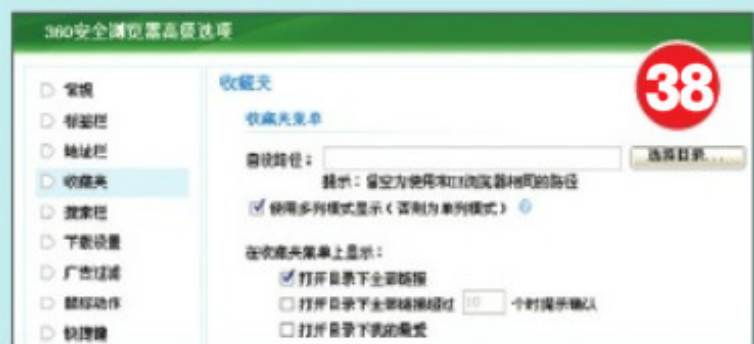 360安全浏览器高级选项
38
常规
标签栏
地址栏
收藏夹
搜索栏
下载设置
广告过滤
鼠标动作
快捷键
收藏夹
收藏夹菜单
自设路径：
选择目录...
提示：留空为使用和IE浏览器相同的路径
使用多列模式显示（否则为单列模式）
在收藏夹菜单上显示：
打开目录下全部链接
打开目录下全部链接超过 10 个时提示确认
打开目录下我的最爱